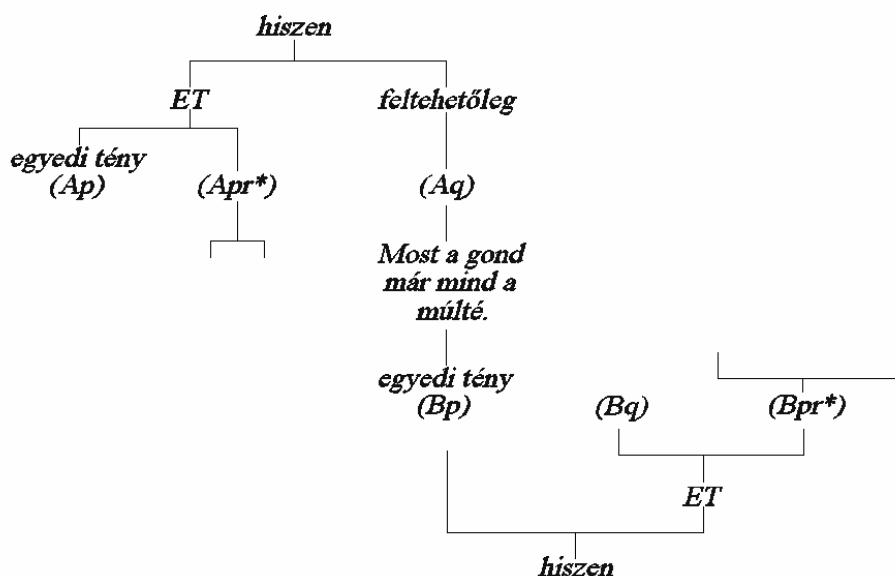 hiszen
ET feltehetőleg
egyedi tény
(Ap) (Apr*) (Aq)
Most a gond
már mind a
múlté.
egyedi tény
(Bp) (Bq) (Bpr*)
ET
hiszen